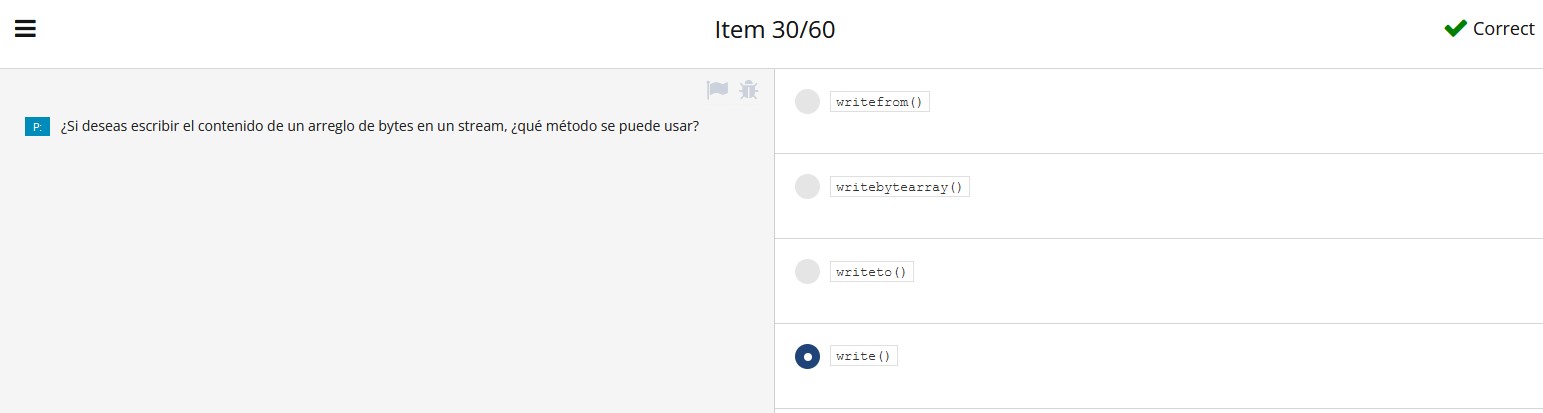 Item 30/60
Correct
P: ¿Si deseas escribir el contenido de un arreglo de bytes en un stream, ¿qué método se puede usar?
writefrom()
writebytearray()
writeto()
write()